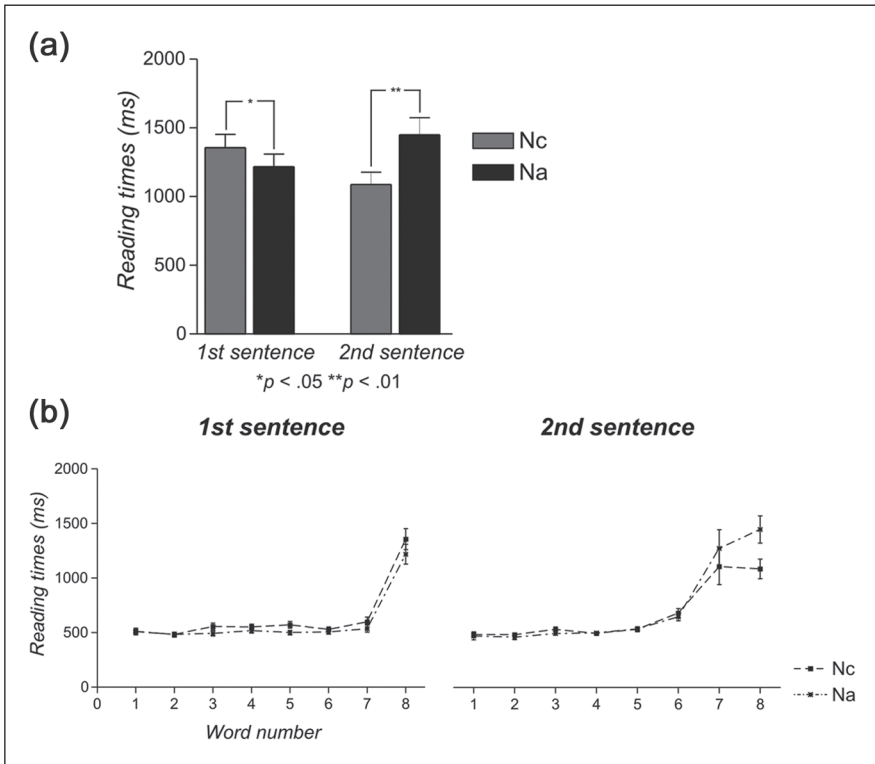 (a)
2000
1500
1000
500
0
Reading times (ms)
*
**
Nc
Na
1st sentence
2nd sentence
*p < .05 **p < .01
(b)
1st sentence
2nd sentence
2000
1500
1000
500
0
Reading times (ms)
0 1 2 3 4 5 6 7 8
1 2 3 4 5 6 7 8
Word number
Nc
Na